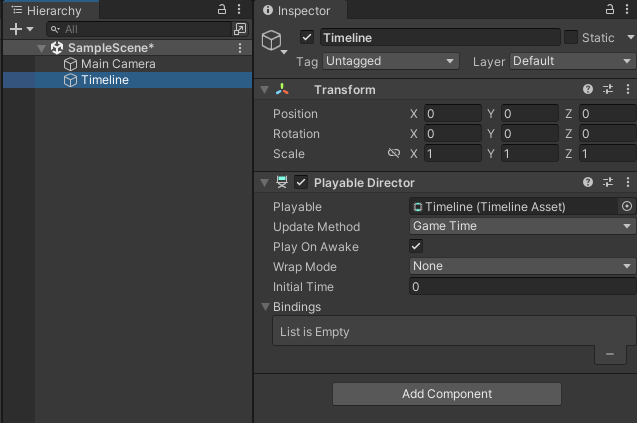 Hierarchy
All
SampleScene*
Main Camera
Timeline
Inspector
Timeline
Static
Tag Untagged Layer Default
Transform
Position X 0 Y 0 Z 0
Rotation X 0 Y 0 Z 0
Scale X 1 Y 1 Z 1
Playable Director
Playable Timeline (Timeline Asset)
Update Method Game Time
Play On Awake
Wrap Mode None
Initial Time 0
Bindings
List is Empty
Add Component